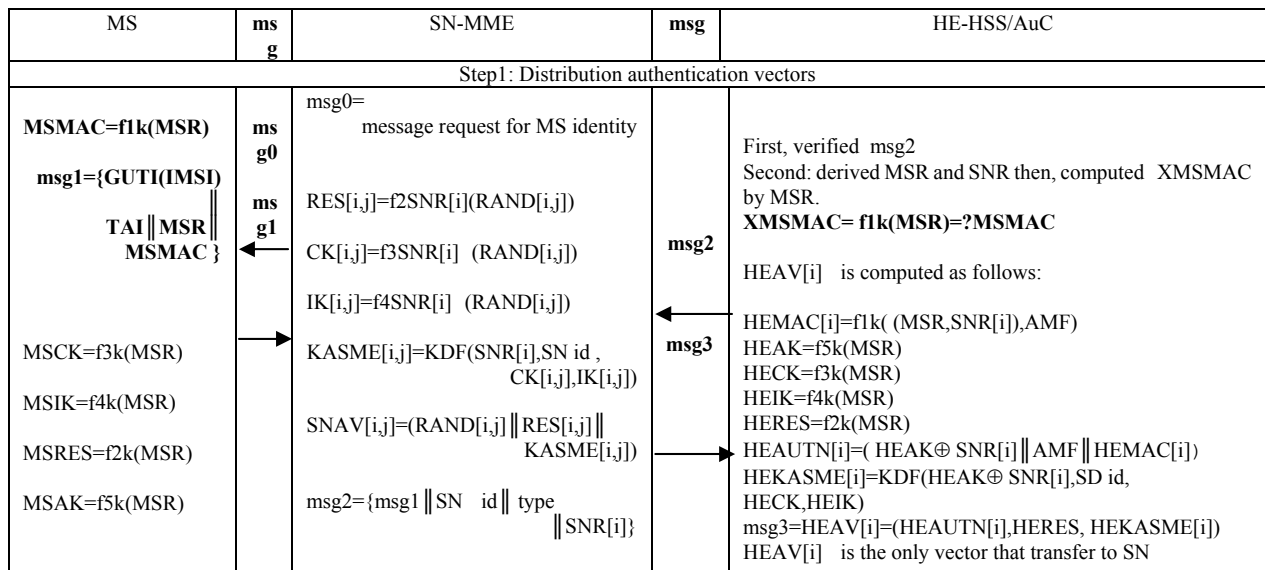 MS
ms
g
SN-MME
msg
HE-HSS/AuC
Step1: Distribution authentication vectors
MSMAC=f1k(MSR)
msg1={GUTI(IMSI)
‖
TAI‖MSR‖
MSMAC }
MSCK=f3k(MSR)
MSIK=f4k(MSR)
MSRES=f2k(MSR)
MSAK=f5k(MSR)
ms
g0
ms
g1
msg0=
message request for MS identity
RES[i,j]=f2SNR[i](RAND[i,j])
CK[i,j]=f3SNR[i] (RAND[i,j])
IK[i,j]=f4SNR[i] (RAND[i,j])
KASME[i,j]=KDF(SNR[i],SN id ,
CK[i,j],IK[i,j])
SNAV[i,j]=(RAND[i,j]‖RES[i,j]‖
KASME[i,j])
msg2={msg1‖SN id‖ type
‖SNR[i]}
msg2
msg3
First, verified msg2
Second: derived MSR and SNR then, computed XMSMAC
by MSR.
XMSMAC= f1k(MSR)=?MSMAC
HEAV[i] is computed as follows:
HEMAC[i]=f1k( (MSR,SNR[i]),AMF)
HEAK=f5k(MSR)
HECK=f3k(MSR)
HEIK=f4k(MSR)
HERES=f2k(MSR)
HEAUTN[i]=( HEAK⊕ SNR[i]‖AMF‖HEMAC[i])
HEKASME[i]=KDF(HEAK⊕ SNR[i],SD id,
HECK,HEIK)
msg3=HEAV[i]=(HEAUTN[i],HERES, HEKASME[i])
HEAV[i] is the only vector that transfer to SN